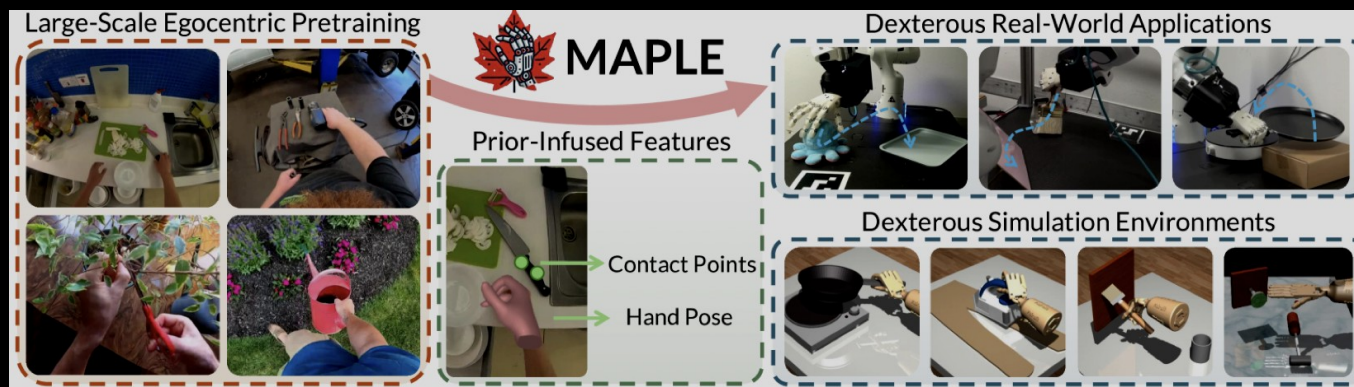 Large-Scale Egocentric Pretraining
MAPLE
Prior-Infused Features
Contact Points
Hand Pose
Dexterous Real-World Applications
Dexterous Simulation Environments